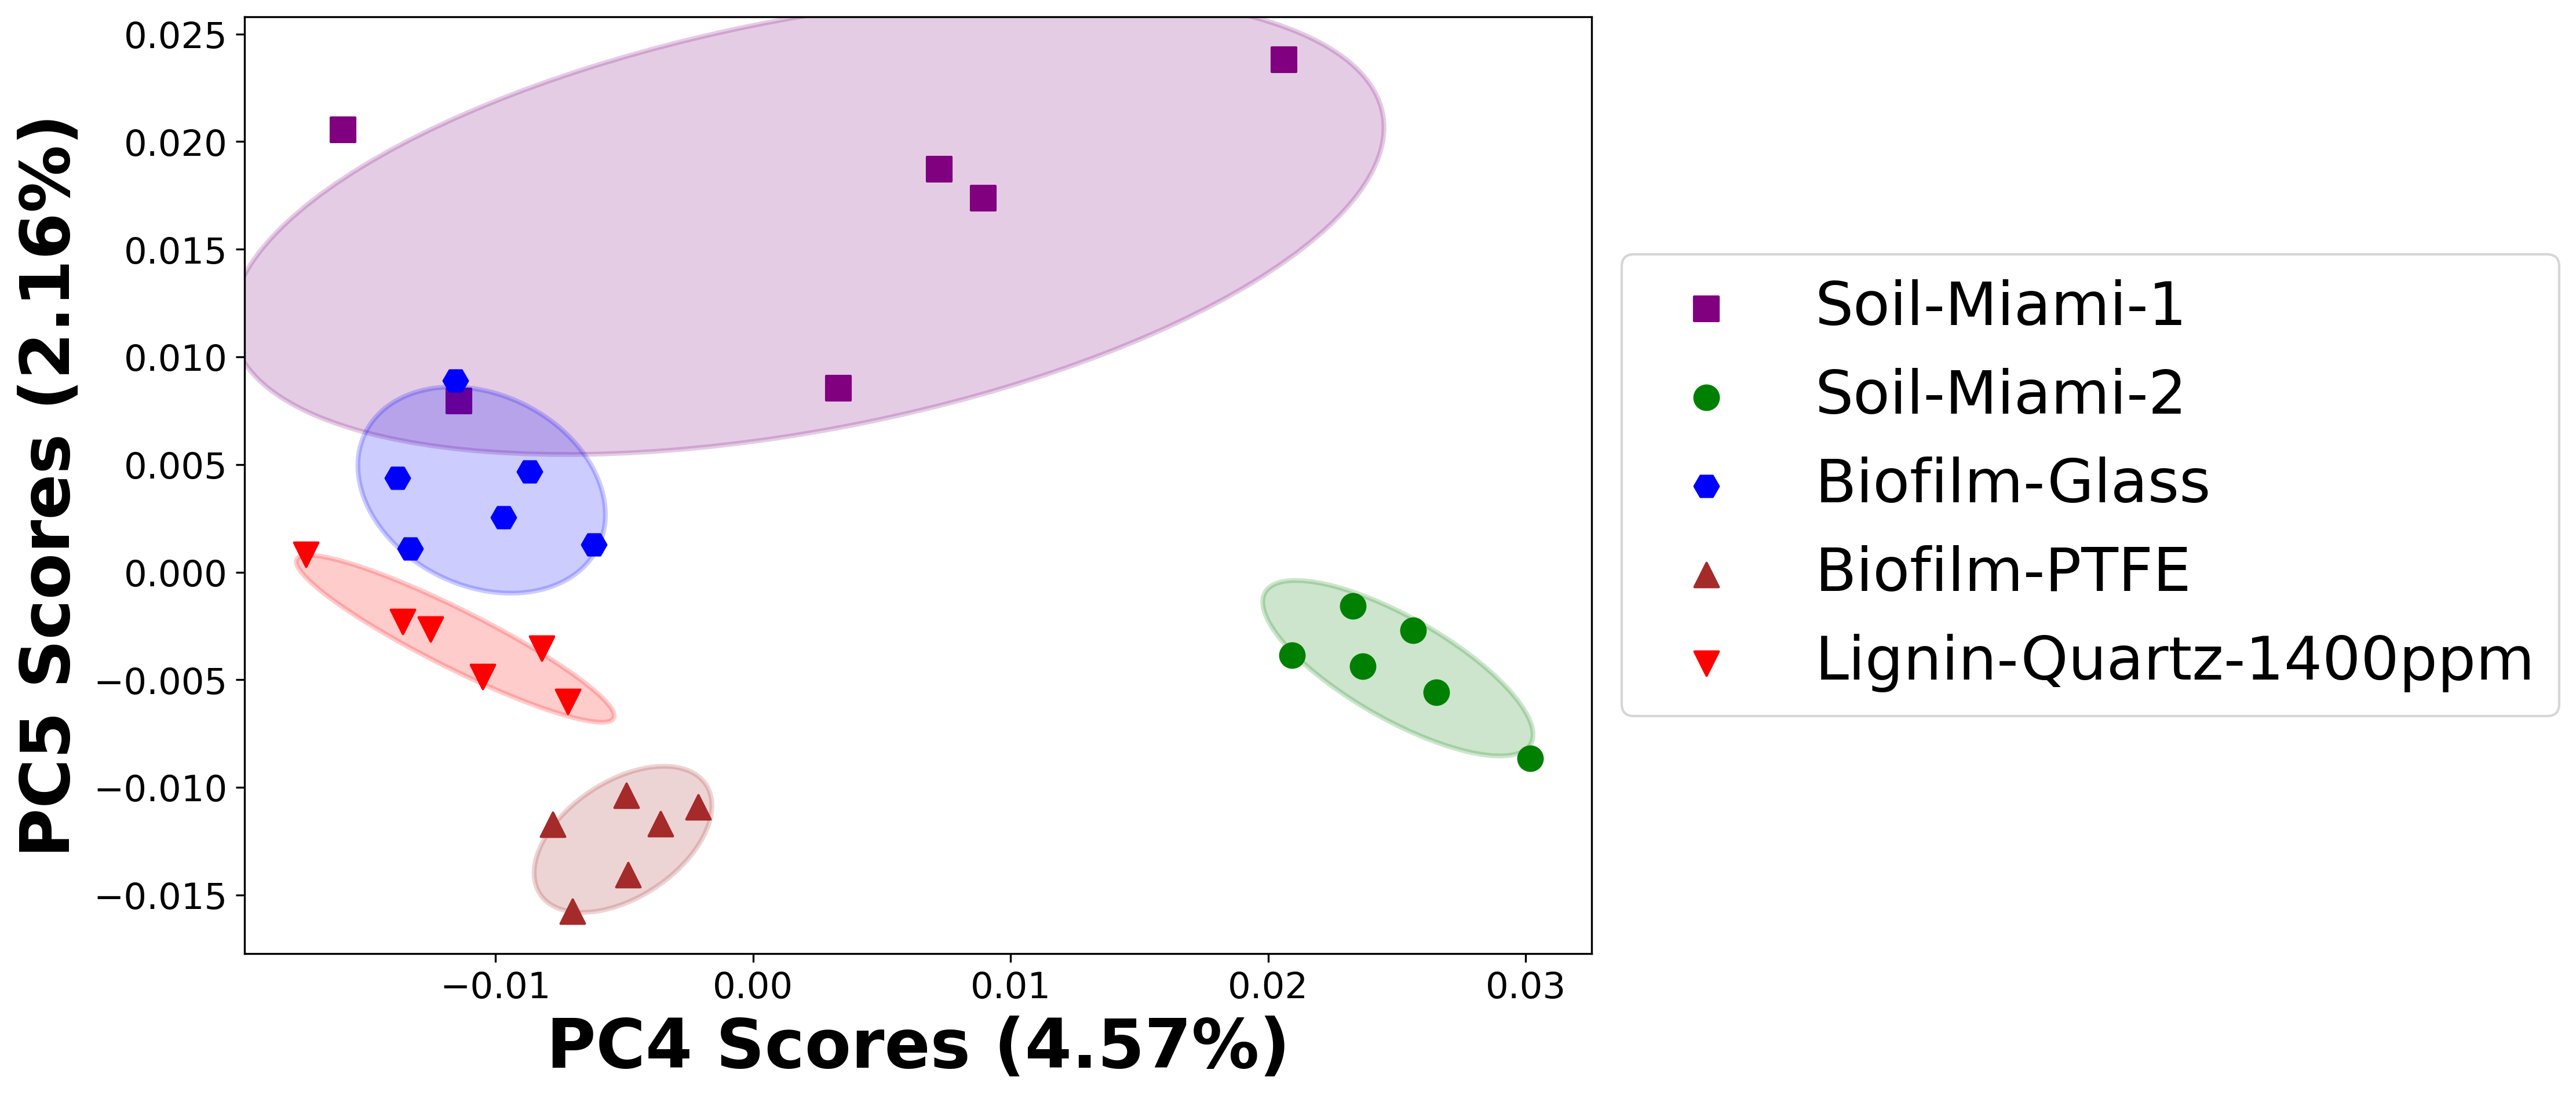 PC5 Scores (2.16%)
0.025
0.020
0.015
0.010
0.005
0.000
−0.005
−0.010
−0.015
−0.01
0.00
0.01
0.02
0.03
PC4 Scores (4.57%)
Soil-Miami-1
Soil-Miami-2
Biofilm-Glass
Biofilm-PTFE
Lignin-Quartz-1400ppm